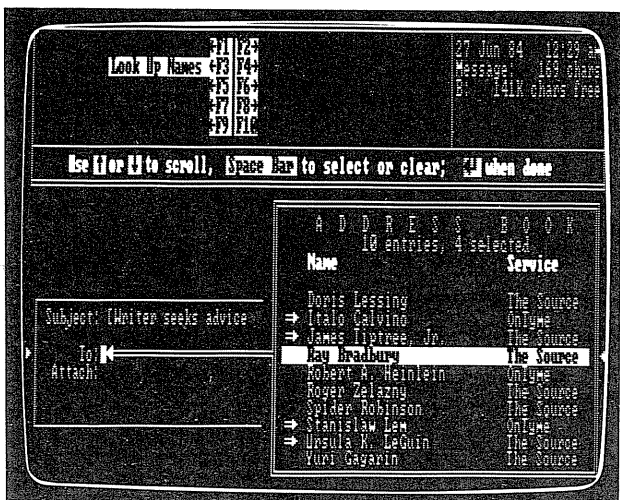 F1 F2
27 Jun 84 12:29
Look Up Names F3 F4
Message: 169 chars
F5 F6
B: 141K chars free
F7 F8
F9 F10
Use ↑ or ↓ to scroll, Space Bar to select or clear; ↵ when done
A D D R E S S B O O K
10 entries, 4 selected
Name Service
Doris Lessing The Source
⇒ Italo Calvino OnTyme
⇒ James Tiptree, Jr. The Source
Ray Bradbury The Source
Robert A. Heinlein OnTyme
Roger Zelazny The Source
Spider Robinson The Source
⇒ Stanislaw Lem OnTyme
⇒ Ursula K. LeGuin The Source
Yuri Gagarin The Source
Subject: [Writer seeks advice
To:
Attach: